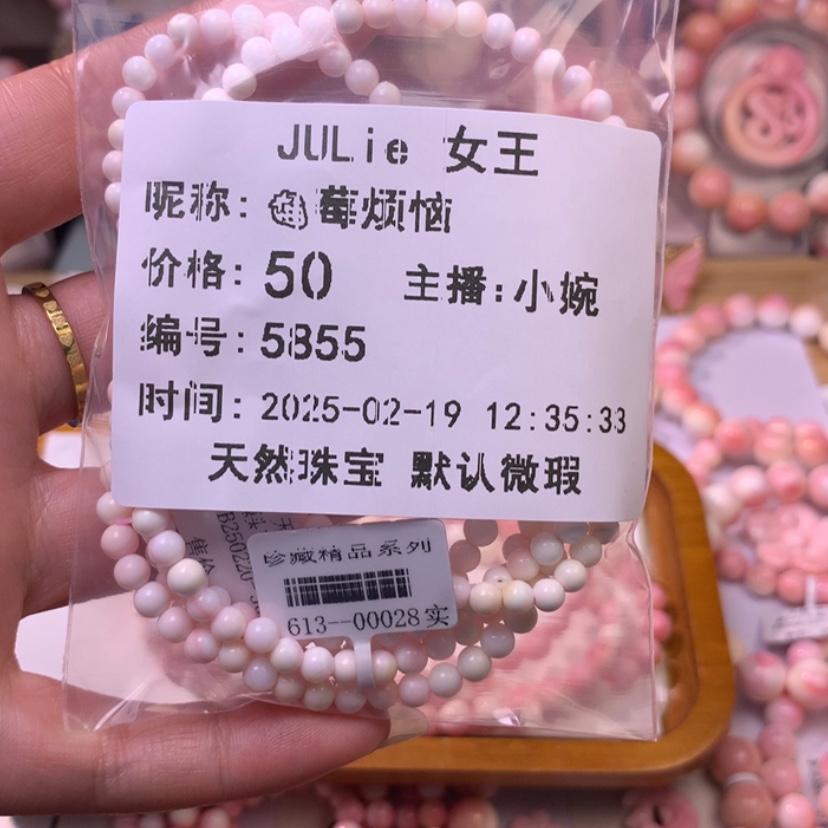 JULie 女王
昵称: 莓烦恼
价格: 50 主播:小婉
编号:5855
时间: 2025-02-19 12:35:33
天然珠宝 默认微瑕
珍藏精品系列
613--00028实